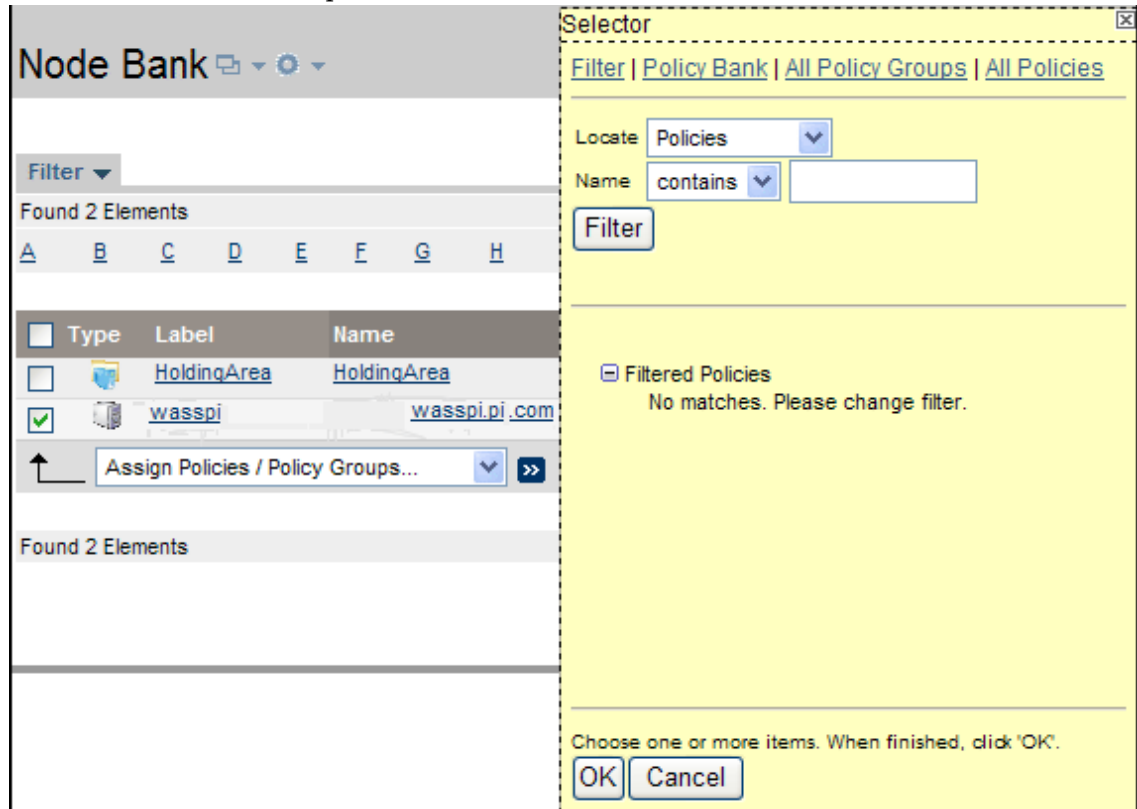 Node Bank
Filter
Found 2 Elements
A B C D E F G H
Type Label Name
HoldingArea HoldingArea
wasspi wasspi.pi.com
Assign Policies / Policy Groups...
Found 2 Elements
Selector
Filter | Policy Bank | All Policy Groups | All Policies
Locate Policies
Name contains
Filter
Filtered Policies
No matches. Please change filter.
Choose one or more items. When finished, click 'OK'.
OK Cancel